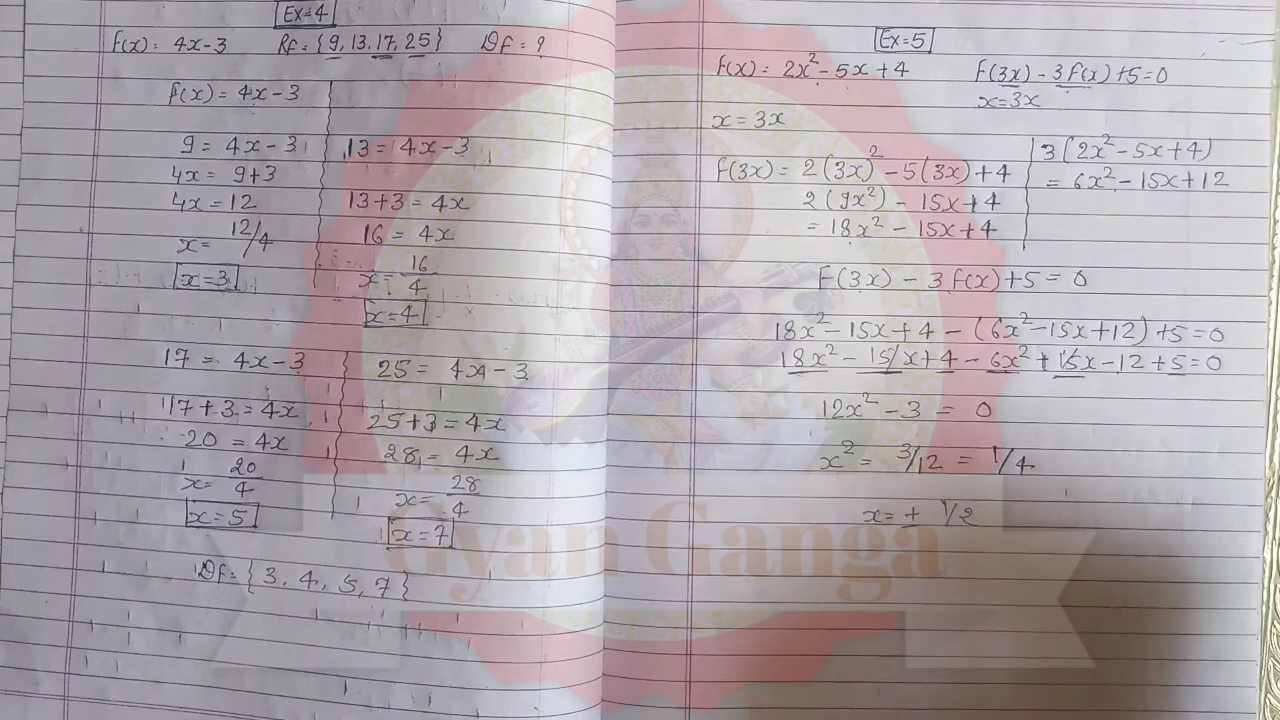 Ex=4
f(x) = 4x-3 Rf = {9, 13, 17, 25} Df = ?
f(x) = 4x-3
9 = 4x-3
4x = 9+3
4x = 12
x = 12/4
x=3
13 = 4x-3
13+3 = 4x
16 = 4x
x = 16/4
x=4
17 = 4x-3
17+3 = 4x
20 = 4x
x = 20/4
x=5
25 = 4x-3
25+3 = 4x
28 = 4x
x = 28/4
x=7
Df = {3, 4, 5, 7}
Ex=5
f(x) = 2x²-5x+4 f(3x) - 3f(x) + 5 = 0
x=3x
x=3x
f(3x) = 2(3x)² - 5(3x) + 4
2(9x²) - 15x+4
= 18x² - 15x+4
3(2x²-5x+4)
= 6x²-15x+12
f(3x) - 3f(x)+5 = 0
18x²-15x+4 - (6x²-15x+12) +5=0
18x² - 15x+4 - 6x² + 15x-12 +5=0
12x²-3 = 0
x² = 3/12 = 1/4
x = ± 1/2
Gyan Ganga